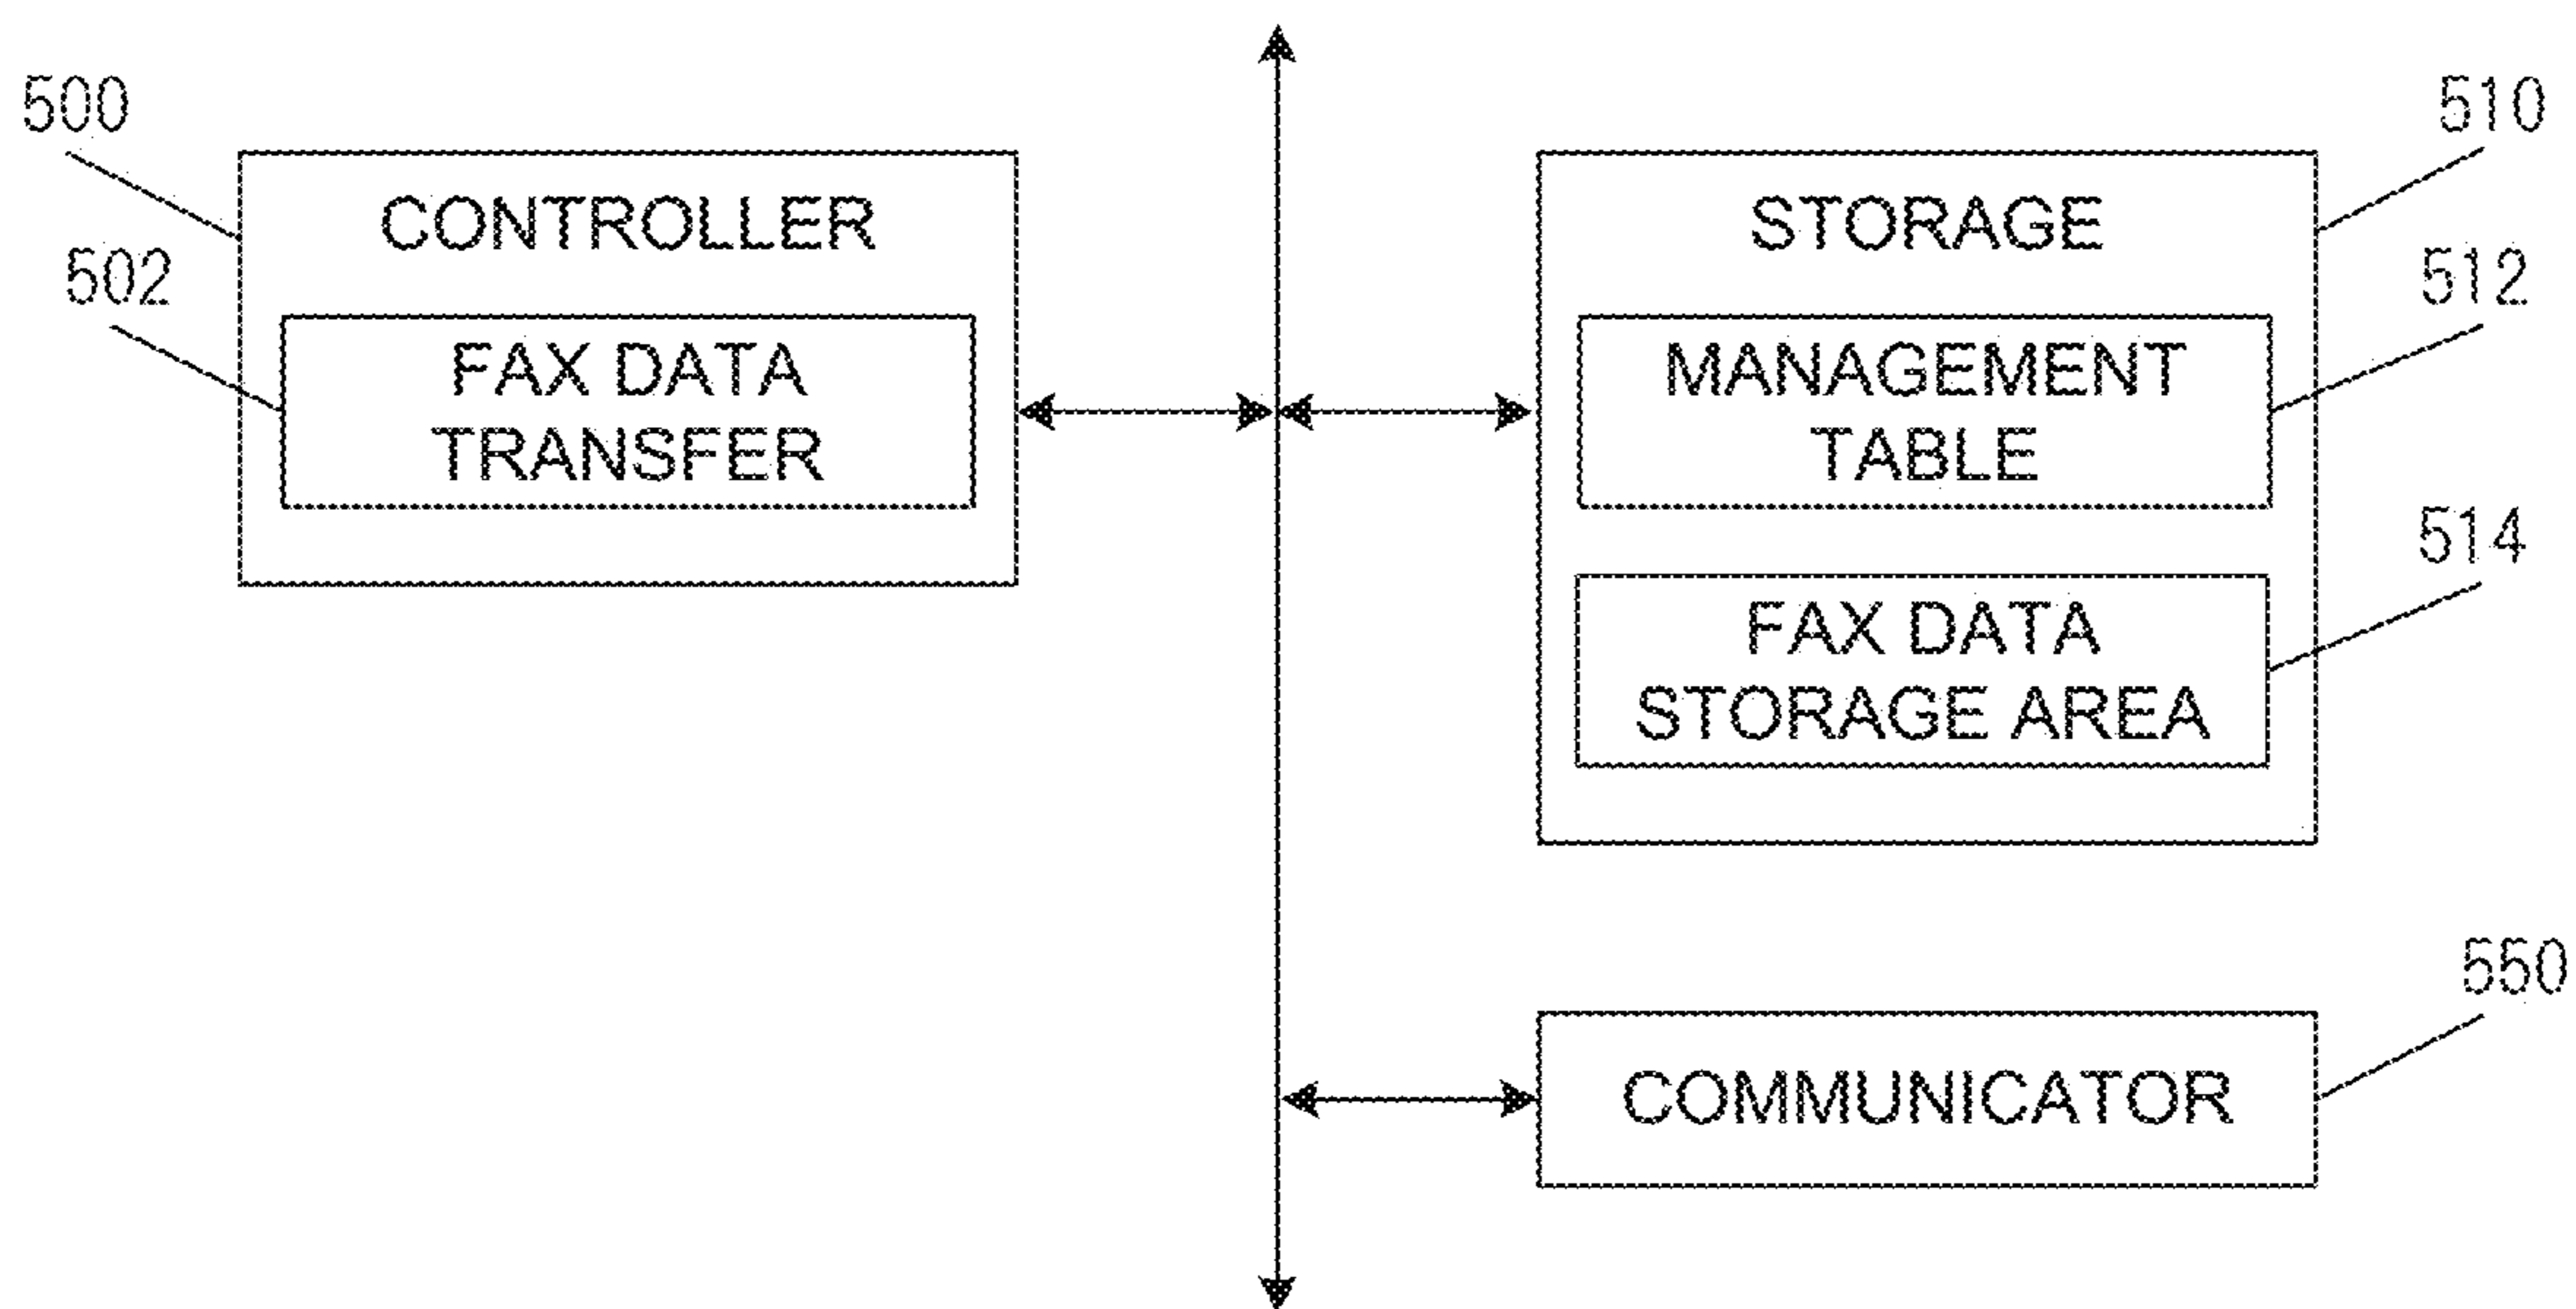 500
CONTROLLER
502
FAX DATA
TRANSFER
510
STORAGE
512
MANAGEMENT
TABLE
514
FAX DATA
STORAGE AREA
550
COMMUNICATOR